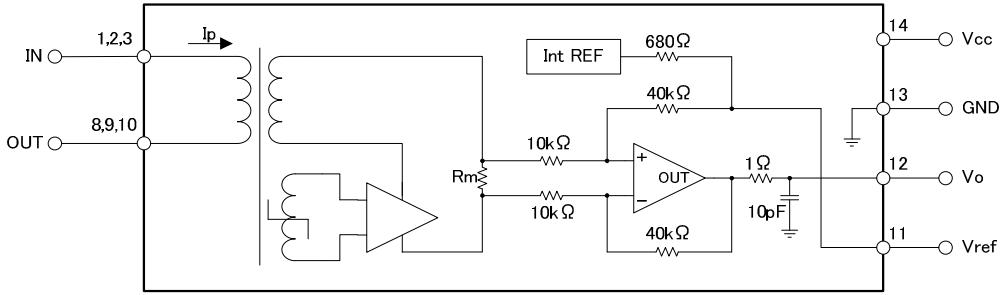 Ip
14
Vcc
1,2,3
IN
Int REF
680Ω
13
GND
40kΩ
8,9,10
OUT
10kΩ
+
OUT
1Ω
12
Vo
Rm
−
10kΩ
10pF
40kΩ
11
Vref